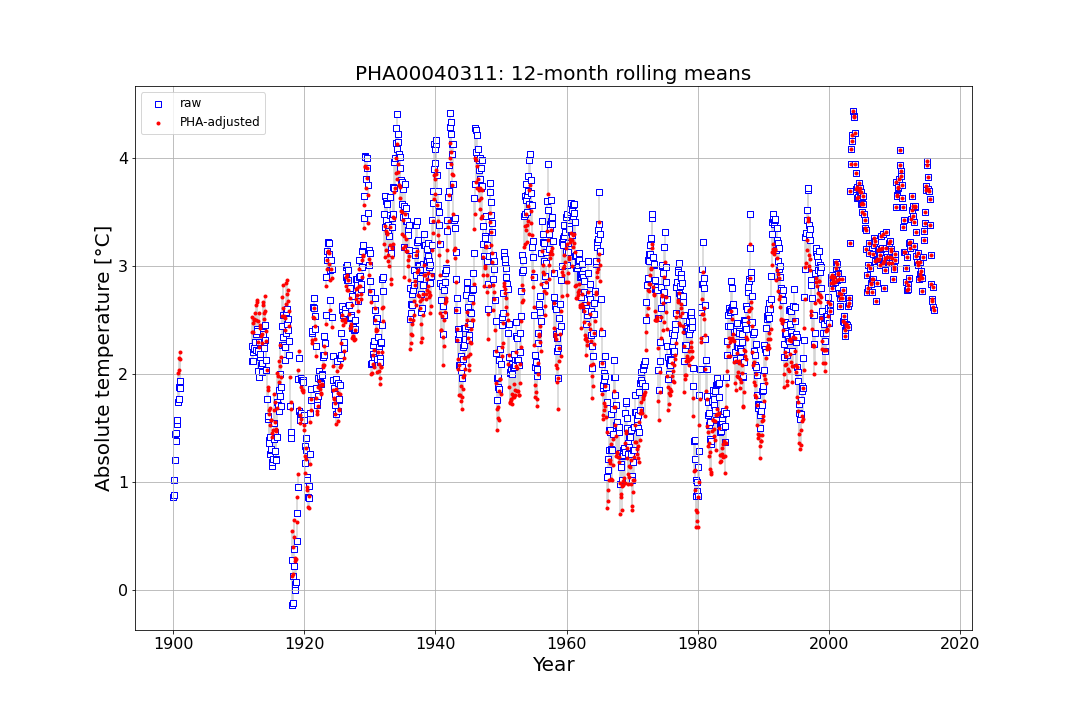 PHA00040311: 12-month rolling means
raw
PHA-adjusted
Absolute temperature [°C]
4
3
2
1
0
1900 1920 1940 1960 1980 2000 2020
Year